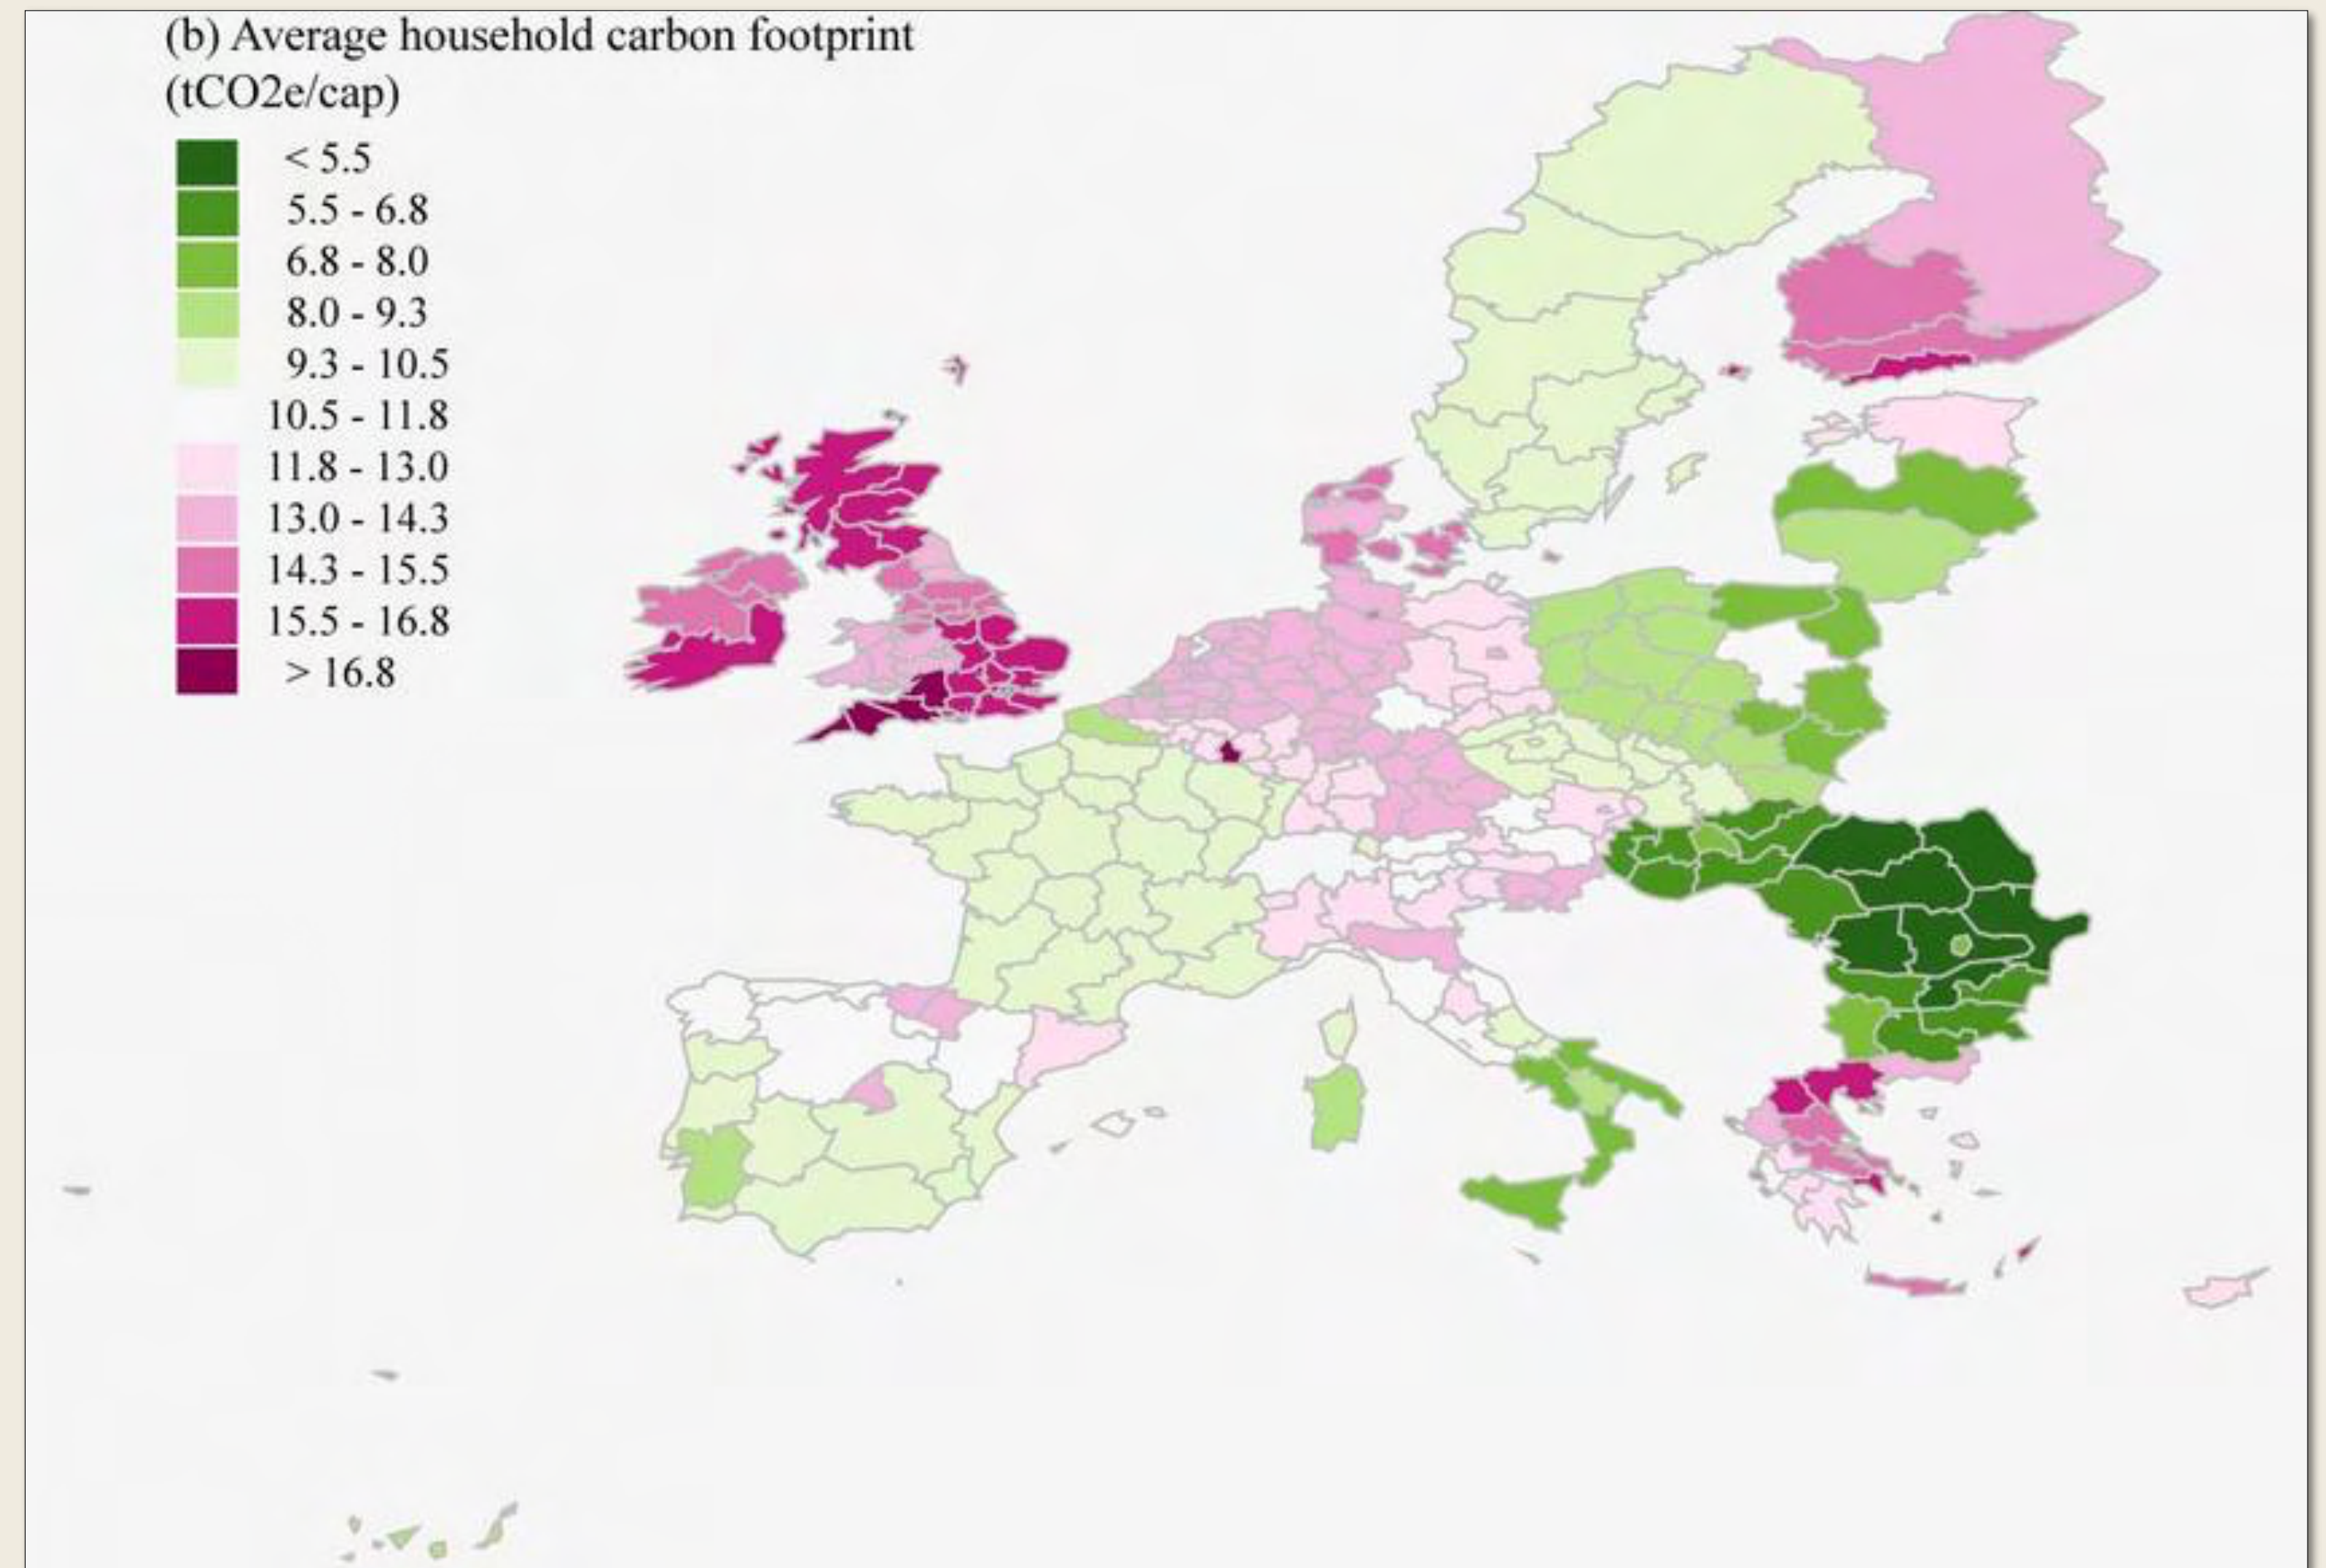 (b) Average household carbon footprint
(tCO2e/cap)
< 5.5
5.5 - 6.8
6.8 - 8.0
8.0 - 9.3
9.3 - 10.5
10.5 - 11.8
11.8 - 13.0
13.0 - 14.3
14.3 - 15.5
15.5 - 16.8
> 16.8